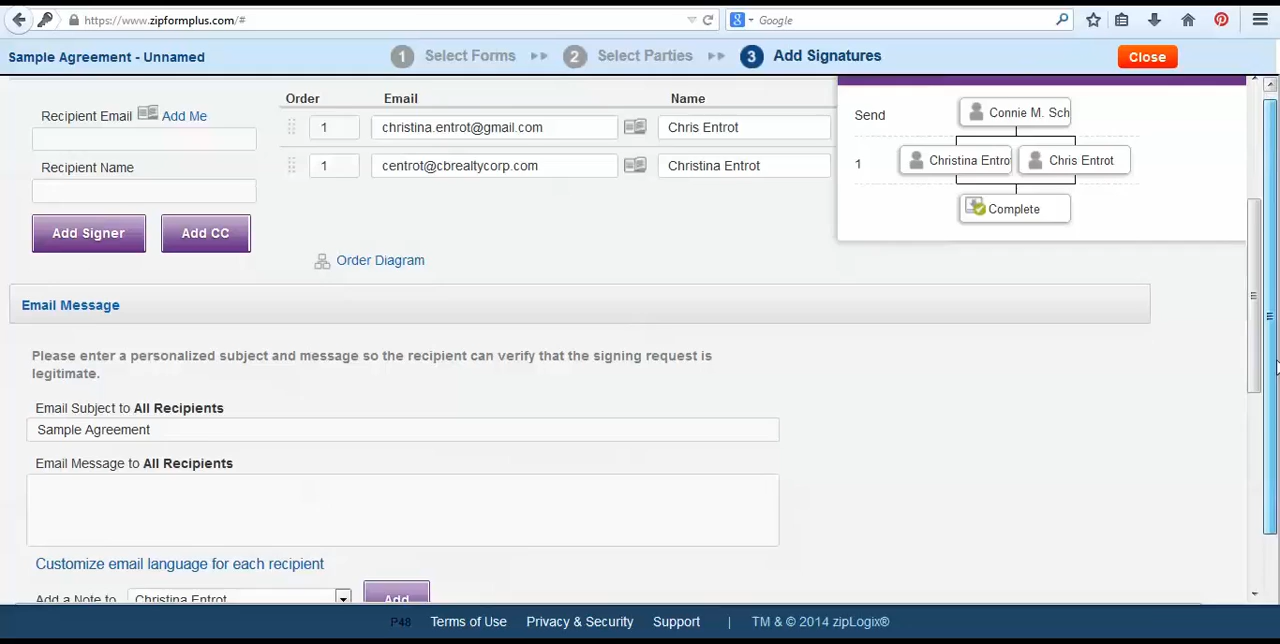 https://www.zipformplus.com/#
Google
Sample Agreement - Unnamed
1 Select Forms
2 Select Parties
3 Add Signatures
Close
Recipient Email Add Me
Recipient Name
Add Signer Add CC
Order Email Name
1 christina.entrot@gmail.com Chris Entrot
1 centrot@cbrealtycorp.com Christina Entrot
Order Diagram
Send Connie M. Sch
1 Christina Entro Chris Entrot
Complete
Email Message
Please enter a personalized subject and message so the recipient can verify that the signing request is
legitimate.
Email Subject to All Recipients
Sample Agreement
Email Message to All Recipients
Customize email language for each recipient
Add a Note to Christina Entrot Add
P48 Terms of Use Privacy & Security Support | TM & © 2014 zipLogix®